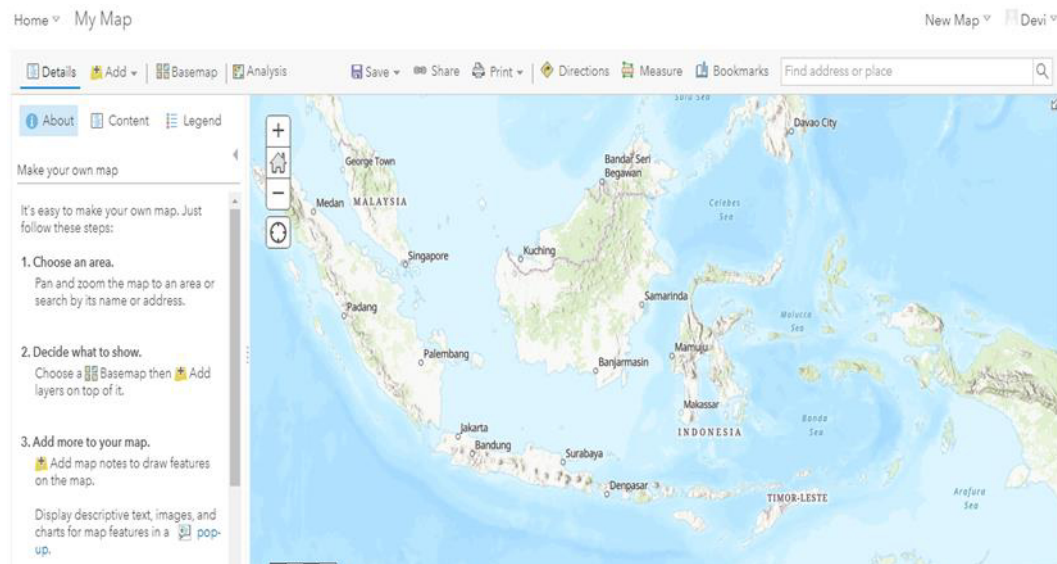 Home My Map New Map Devi
Details Add Basemap Analysis Save Share Print Directions Measure Bookmarks Find address or place
About Content Legend
Make your own map
It's easy to make your own map. Just
follow these steps:
1. Choose an area.
Pan and zoom the map to an area or
search by its name or address.
2. Decide what to show.
Choose a Basemap then Add
layers on top of it.
3. Add more to your map.
Add map notes to draw features
on the map.
Display descriptive text, images, and
charts for map features in a pop-
up.
Sulu Sea
Davao City
George Town
Bandar Seri
Begawan
Medan
MALAYSIA
Celebes
Sea
Singapore
Kuching
Samarinda
Padang
Molucca
Sea
Palembang
Mamuju
Banjarmasin
Makassar
Jakarta
INDONESIA
Banda
Sea
Bandung
Surabaya
Denpasar
TIMOR-LESTE
Arafura
Sea